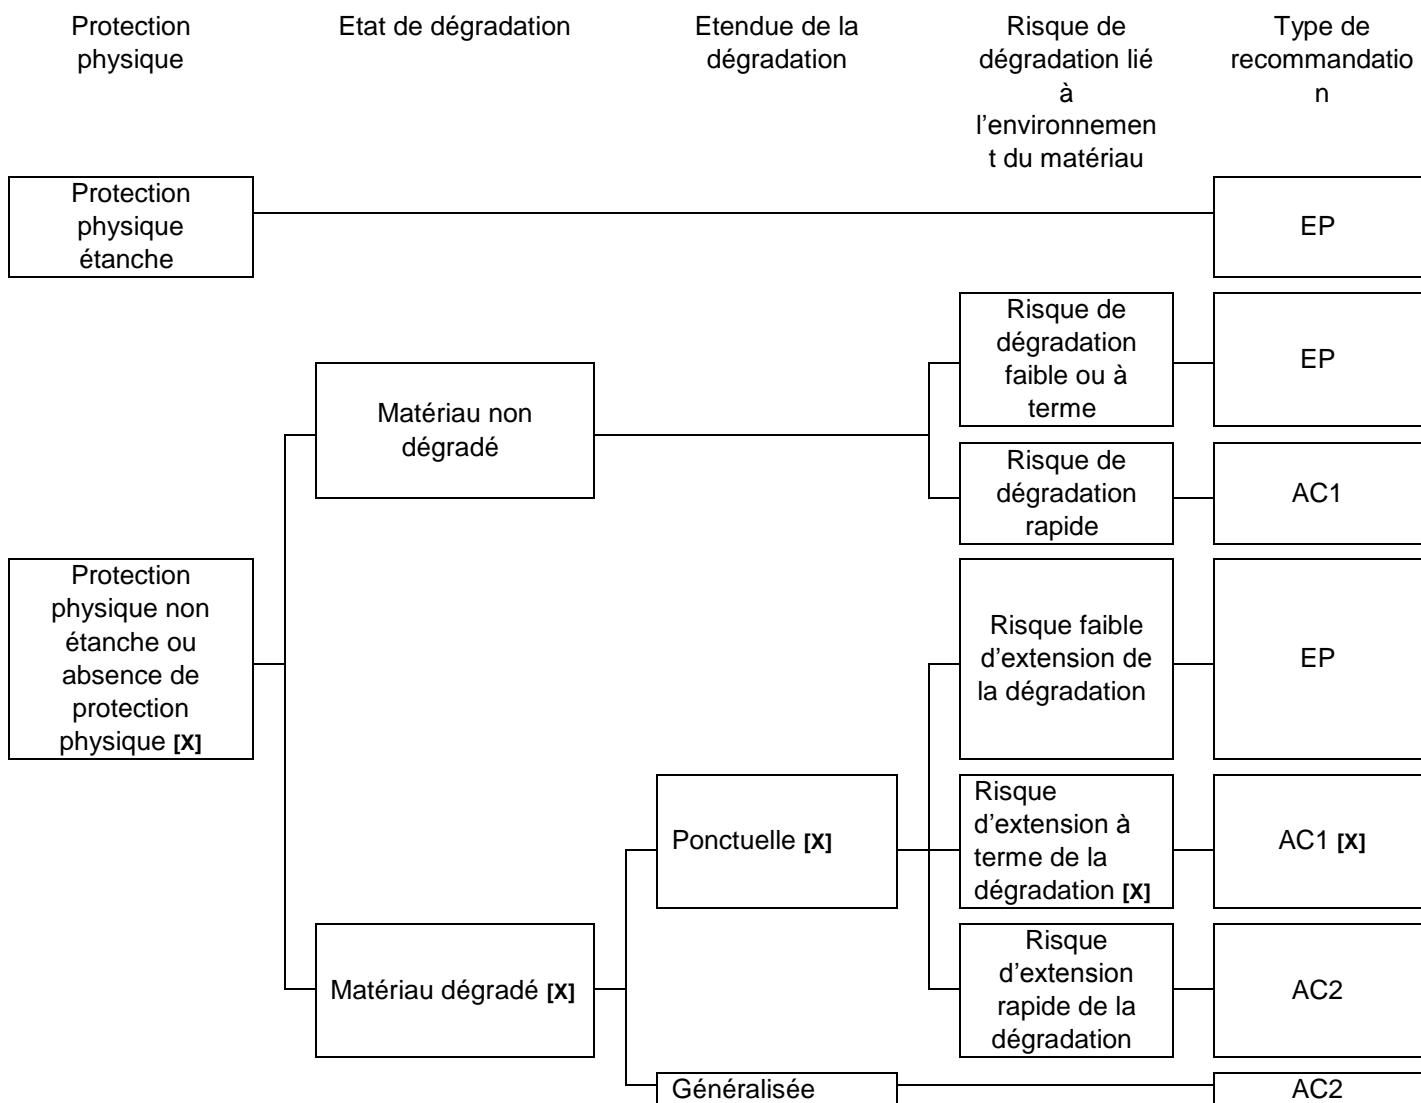 Protection
physique
Etat de dégradation
Etendue de la
dégradation
Risque de
dégradation lié
à
l’environnemen
t du matériau
Type de
recommandatio
n
Protection
physique
étanche
EP
Risque de
dégradation
faible ou à
terme
EP
Matériau non
dégradé
Risque de
dégradation
rapide
AC1
Protection
physique non
étanche ou
absence de
protection
physique [X]
Risque faible
d’extension de
la dégradation
EP
Ponctuelle [X]
Risque
d’extension à
terme de la
dégradation [X]
AC1 [X]
Matériau dégradé [X]
Risque
d’extension
rapide de la
dégradation
AC2
Généralisée
AC2